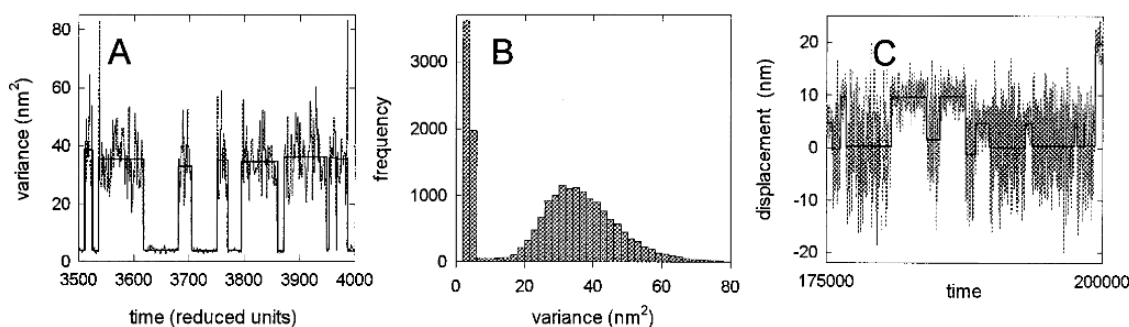 A
variance (nm²)
80
60
40
20
0
3500 3600 3700 3800 3900 4000
time (reduced units)
B
frequency
3000
2000
1000
0
0 20 40 60 80
variance (nm²)
C
displacement (nm)
20
10
0
-10
-20
175000 200000
time